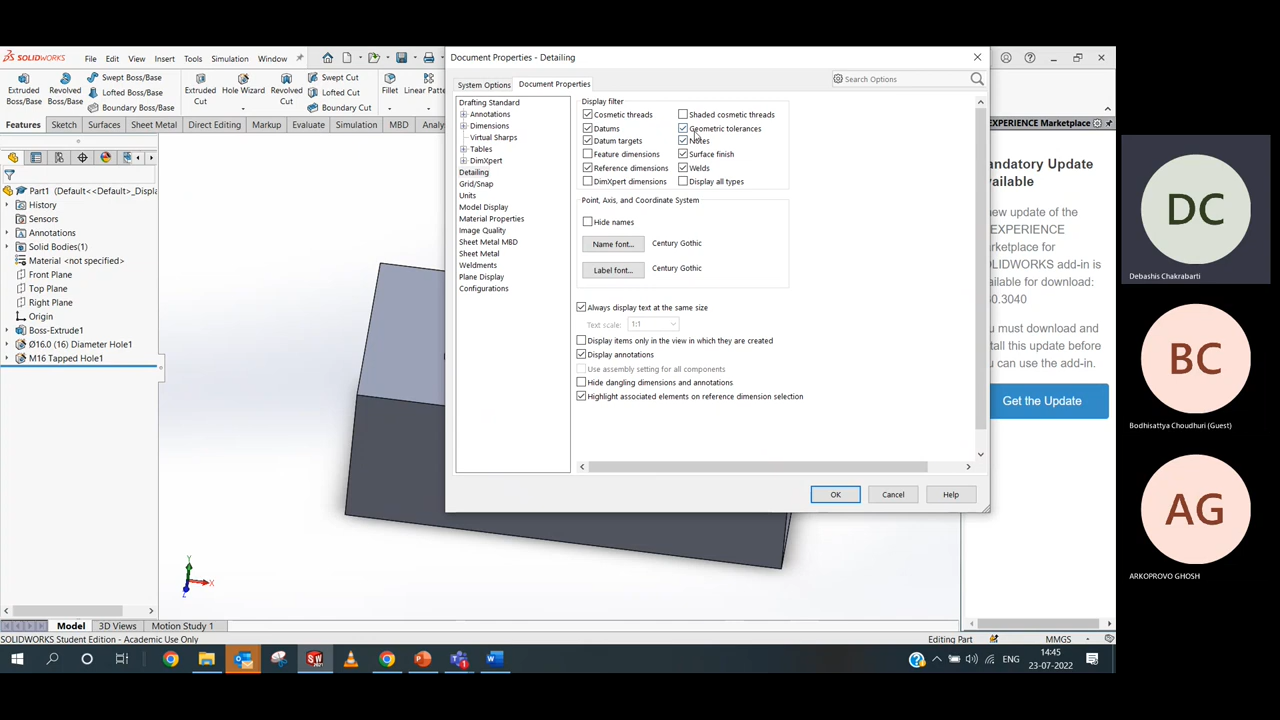 SOLIDWORKS File Edit View Insert Tools Simulation Window
Document Properties - Detailing
Extruded Boss/Base
Revolved Boss/Base
Swept Boss/Base
Lofted Boss/Base
Boundary Boss/Base
Extruded Cut
Hole Wizard
Revolved Cut
Swept Cut
Lofted Cut
Boundary Cut
Fillet
Linear Patt
Features Sketch Surfaces Sheet Metal Direct Editing Markup Evaluate Simulation MBD Analy
System Options Document Properties
Search Options
Part1 (Default<<Default>_Displa
History
Sensors
Annotations
Solid Bodies(1)
Material <not specified>
Front Plane
Top Plane
Right Plane
Origin
Boss-Extrude1
Ø16.0 (16) Diameter Hole1
M16 Tapped Hole1
Drafting Standard
Annotations
Dimensions
Virtual Sharps
Tables
DimXpert
Detailing
Grid/Snap
Units
Model Display
Material Properties
Image Quality
Sheet Metal MBD
Sheet Metal
Weldments
Plane Display
Configurations
Display filter
Cosmetic threads Shaded cosmetic threads
Datums Geometric tolerances
Datum targets Notes
Feature dimensions Surface finish
Reference dimensions Welds
DimXpert dimensions Display all types
Point, Axis, and Coordinate System
Hide names
Name font... Century Gothic
Label font... Century Gothic
Always display text at the same size
Text scale: 1:1
Display items only in the view in which they are created
Display annotations
Use assembly setting for all components
Hide dangling dimensions and annotations
Highlight associated elements on reference dimension selection
OK Cancel Help
EXPERIENCE Marketplace
andatory Update
vailable
new update of the
EXPERIENCE
arketplace for
OLIDWORKS add-in is
ailable for download:
0.3040
u must download and
tall this update before
u can use the add-in.
Get the Update
DC
Debashis Chakrabarti
BC
Bodhisattya Choudhuri (Guest)
AG
ARKOPROVO GHOSH
Y
X
Z
Model 3D Views Motion Study 1
SOLIDWORKS Student Edition - Academic Use Only Editing Part MMGS
ENG
14:45
23-07-2022